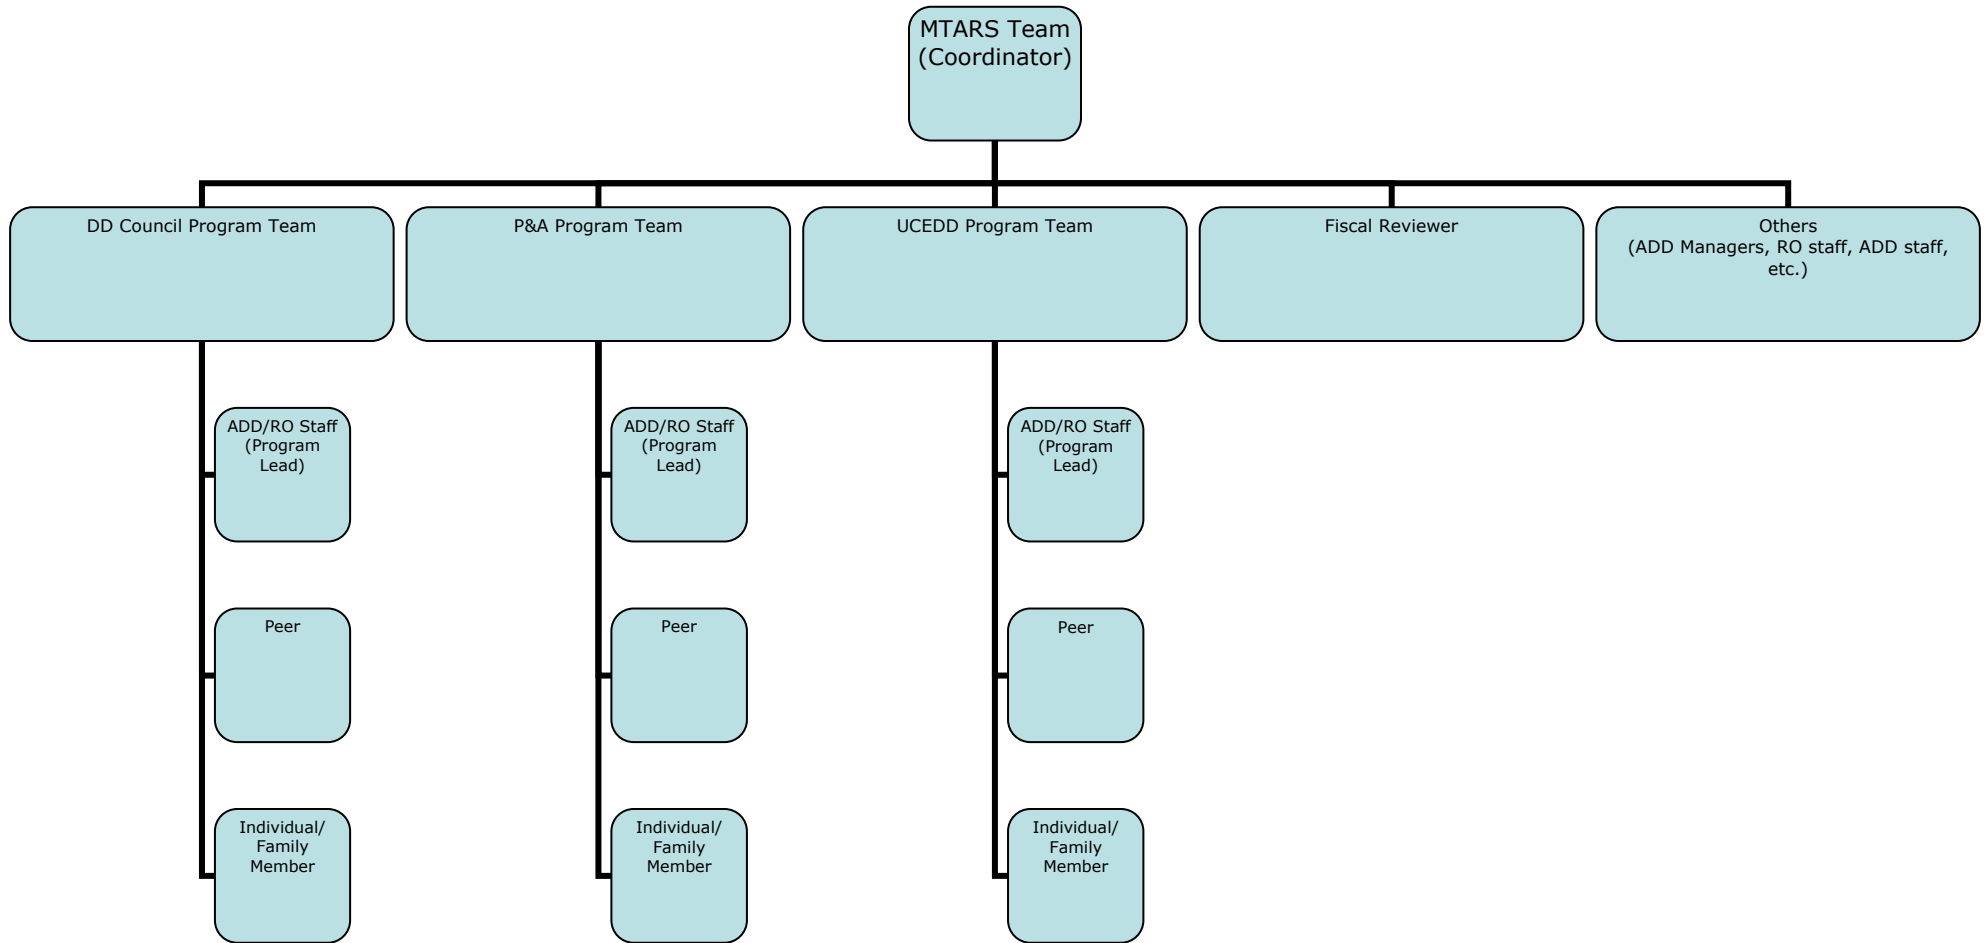 MTARS Team
(Coordinator)
DD Council Program Team
P&A Program Team
UCEDD Program Team
Fiscal Reviewer
Others
(ADD Managers, RO staff, ADD staff,
etc.)
ADD/RO Staff
(Program
Lead)
ADD/RO Staff
(Program
Lead)
ADD/RO Staff
(Program
Lead)
Peer
Peer
Peer
Individual/
Family
Member
Individual/
Family
Member
Individual/
Family
Member